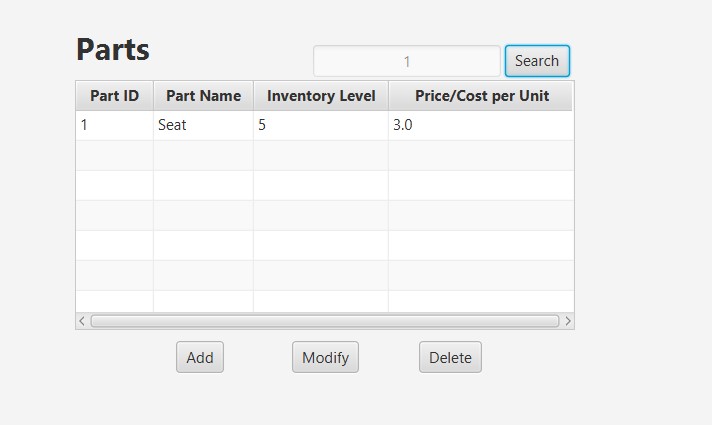 Parts
1
Search
Part ID Part Name Inventory Level Price/Cost per Unit
1 Seat 5 3.0
Add Modify Delete